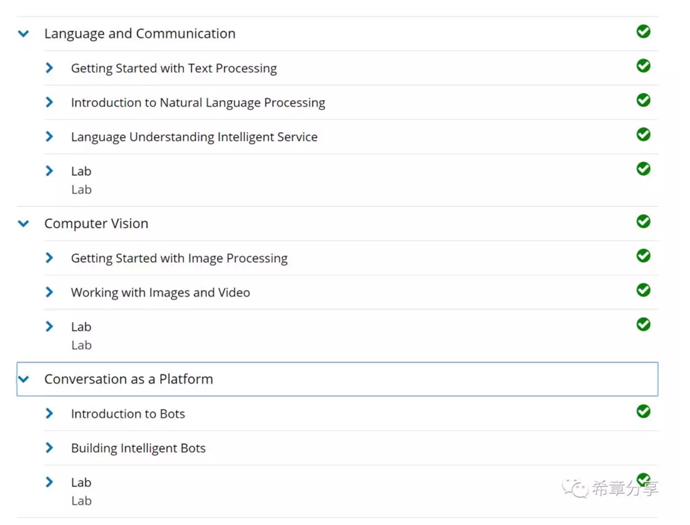 Language and Communication
Getting Started with Text Processing
Introduction to Natural Language Processing
Language Understanding Intelligent Service
Lab
Lab
Computer Vision
Getting Started with Image Processing
Working with Images and Video
Lab
Lab
Conversation as a Platform
Introduction to Bots
Building Intelligent Bots
Lab
Lab
希章分享